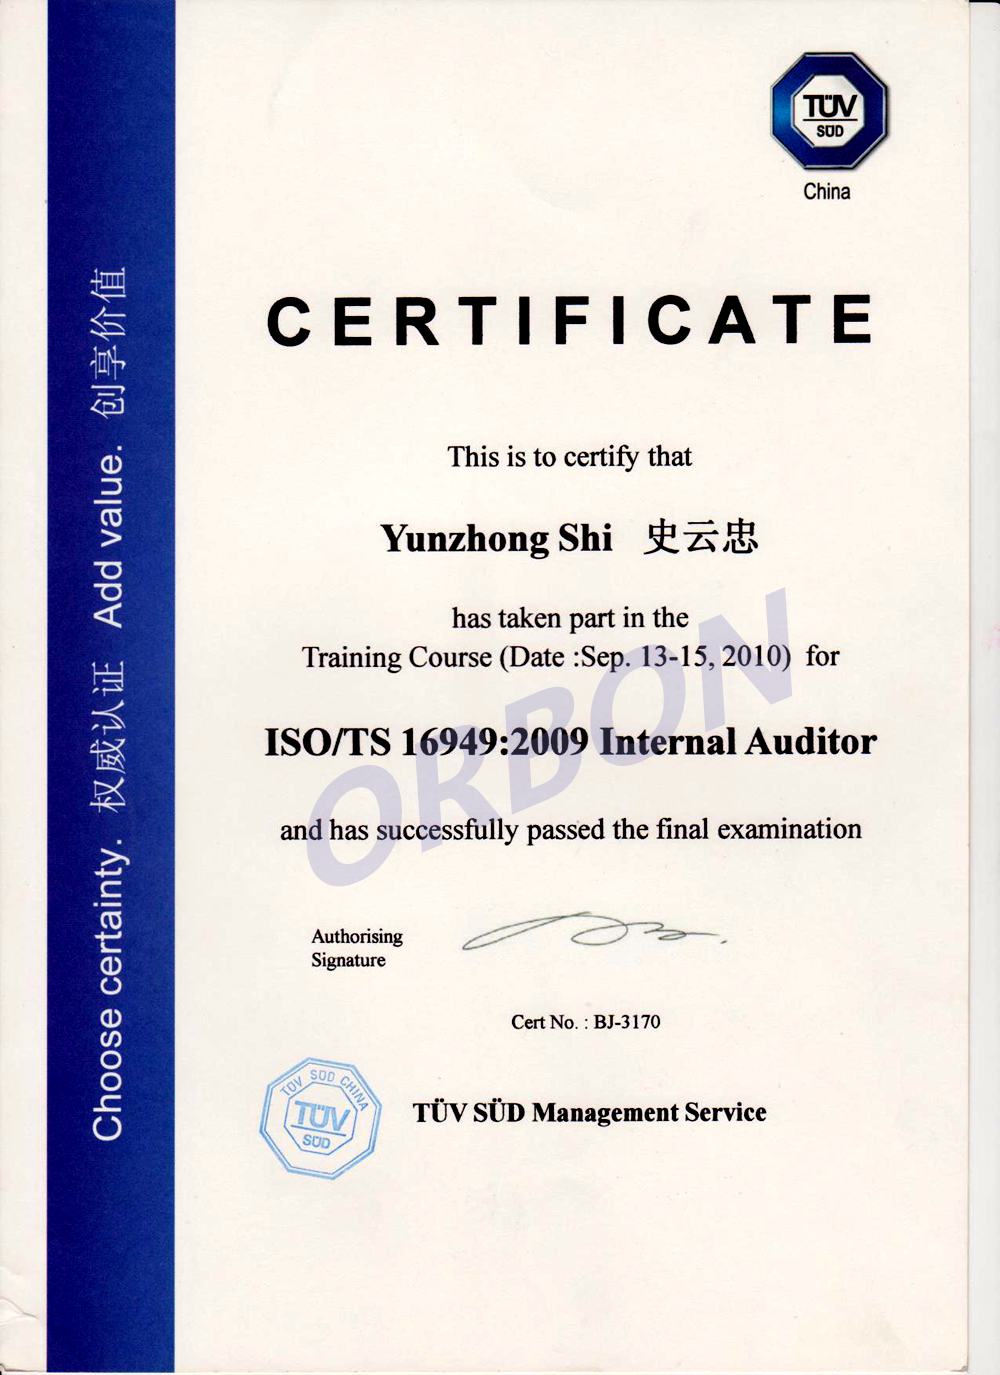 TÜV
SÜD
China
CERTIFICATE
This is to certify that
Yunzhong Shi 史云忠
has taken part in the
Training Course (Date :Sep. 13-15, 2010) for
ISO/TS 16949:2009 Internal Auditor
and has successfully passed the final examination
ORBON
Authorising
Signature
Cert No. : BJ-3170
TÜV SÜD CHINA
TÜV
SÜD
TÜV SÜD Management Service
Choose certainty. 权威认证 Add value. 创享价值